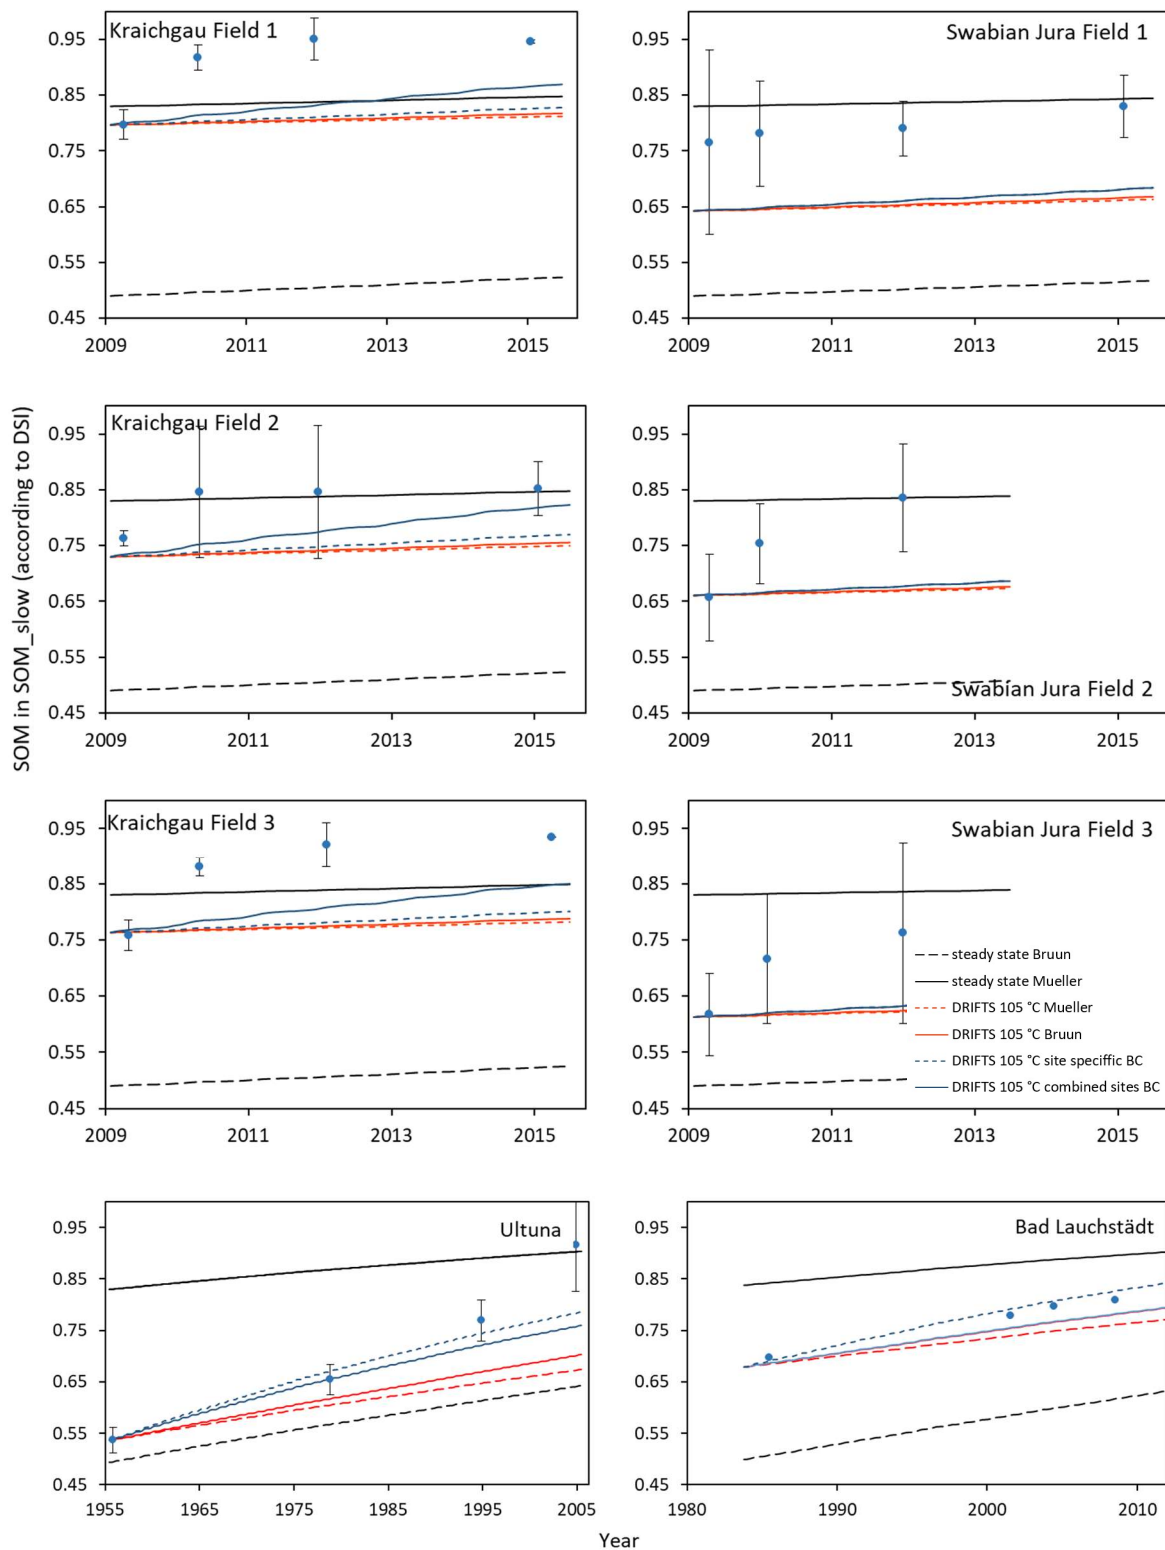 Kraichgau Field 1
0.95
0.85
0.75
0.65
0.55
0.45
2009 2011 2013 2015
Swabian Jura Field 1
0.95
0.85
0.75
0.65
0.55
0.45
2009 2011 2013 2015
SOM in SOM_slow (according to DSI)
Kraichgau Field 2
0.95
0.85
0.75
0.65
0.55
0.45
2009 2011 2013 2015
0.95
0.85
0.75
0.65
0.55
0.45
Swabian Jura Field 2
2009 2011 2013 2015
Kraichgau Field 3
0.95
0.85
0.75
0.65
0.55
0.45
2009 2011 2013 2015
Swabian Jura Field 3
0.95
0.85
0.75
0.65
0.55
0.45
steady state Bruun
steady state Mueller
DRIFTS 105 °C Mueller
DRIFTS 105 °C Bruun
DRIFTS 105 °C site speciffic BC
DRIFTS 105 °C combined sites BC
2009 2011 2013 2015
Ultuna
0.95
0.85
0.75
0.65
0.55
0.45
1955 1965 1975 1985 1995 2005
Bad Lauchstädt
0.95
0.85
0.75
0.65
0.55
0.45
1980 1990 2000 2010
Year